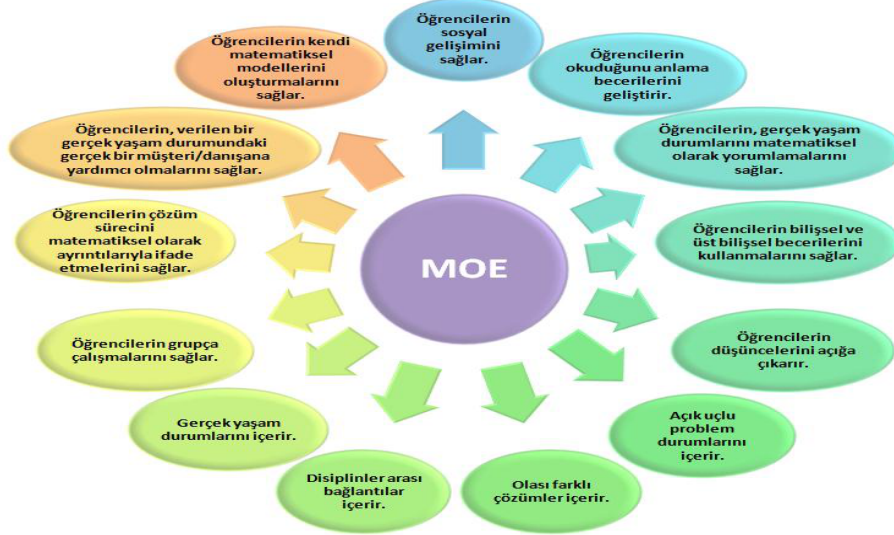 Öğrencilerin
sosyal
gelişimini
sağlar.
Öğrencilerin
okuduğunu anlama
becerilerini
geliştirir.
Öğrencilerin, gerçek yaşam
durumlarını matematiksel
olarak yorumlamalarını
sağlar.
Öğrencilerin bilişsel ve
üst bilişsel becerilerini
kullanmalarını sağlar.
Öğrencilerin
düşüncelerini açığa
çıkarır.
Açık uçlu
problem
durumlarını
içerir.
Olası farklı
çözümler içerir.
Disiplinler arası
bağlantılar
içerir.
Gerçek yaşam
durumlarını içerir.
Öğrencilerin grupça
çalışmalarını sağlar.
Öğrencilerin çözüm
sürecini
matematiksel olarak
ayrıntılarıyla ifade
etmelerini sağlar.
Öğrencilerin, verilen bir
gerçek yaşam durumundaki
gerçek bir müşteri/danışana
yardımcı olmalarını sağlar.
Öğrencilerin kendi
matematiksel
modellerini
oluşturmalarını
sağlar.
MOE